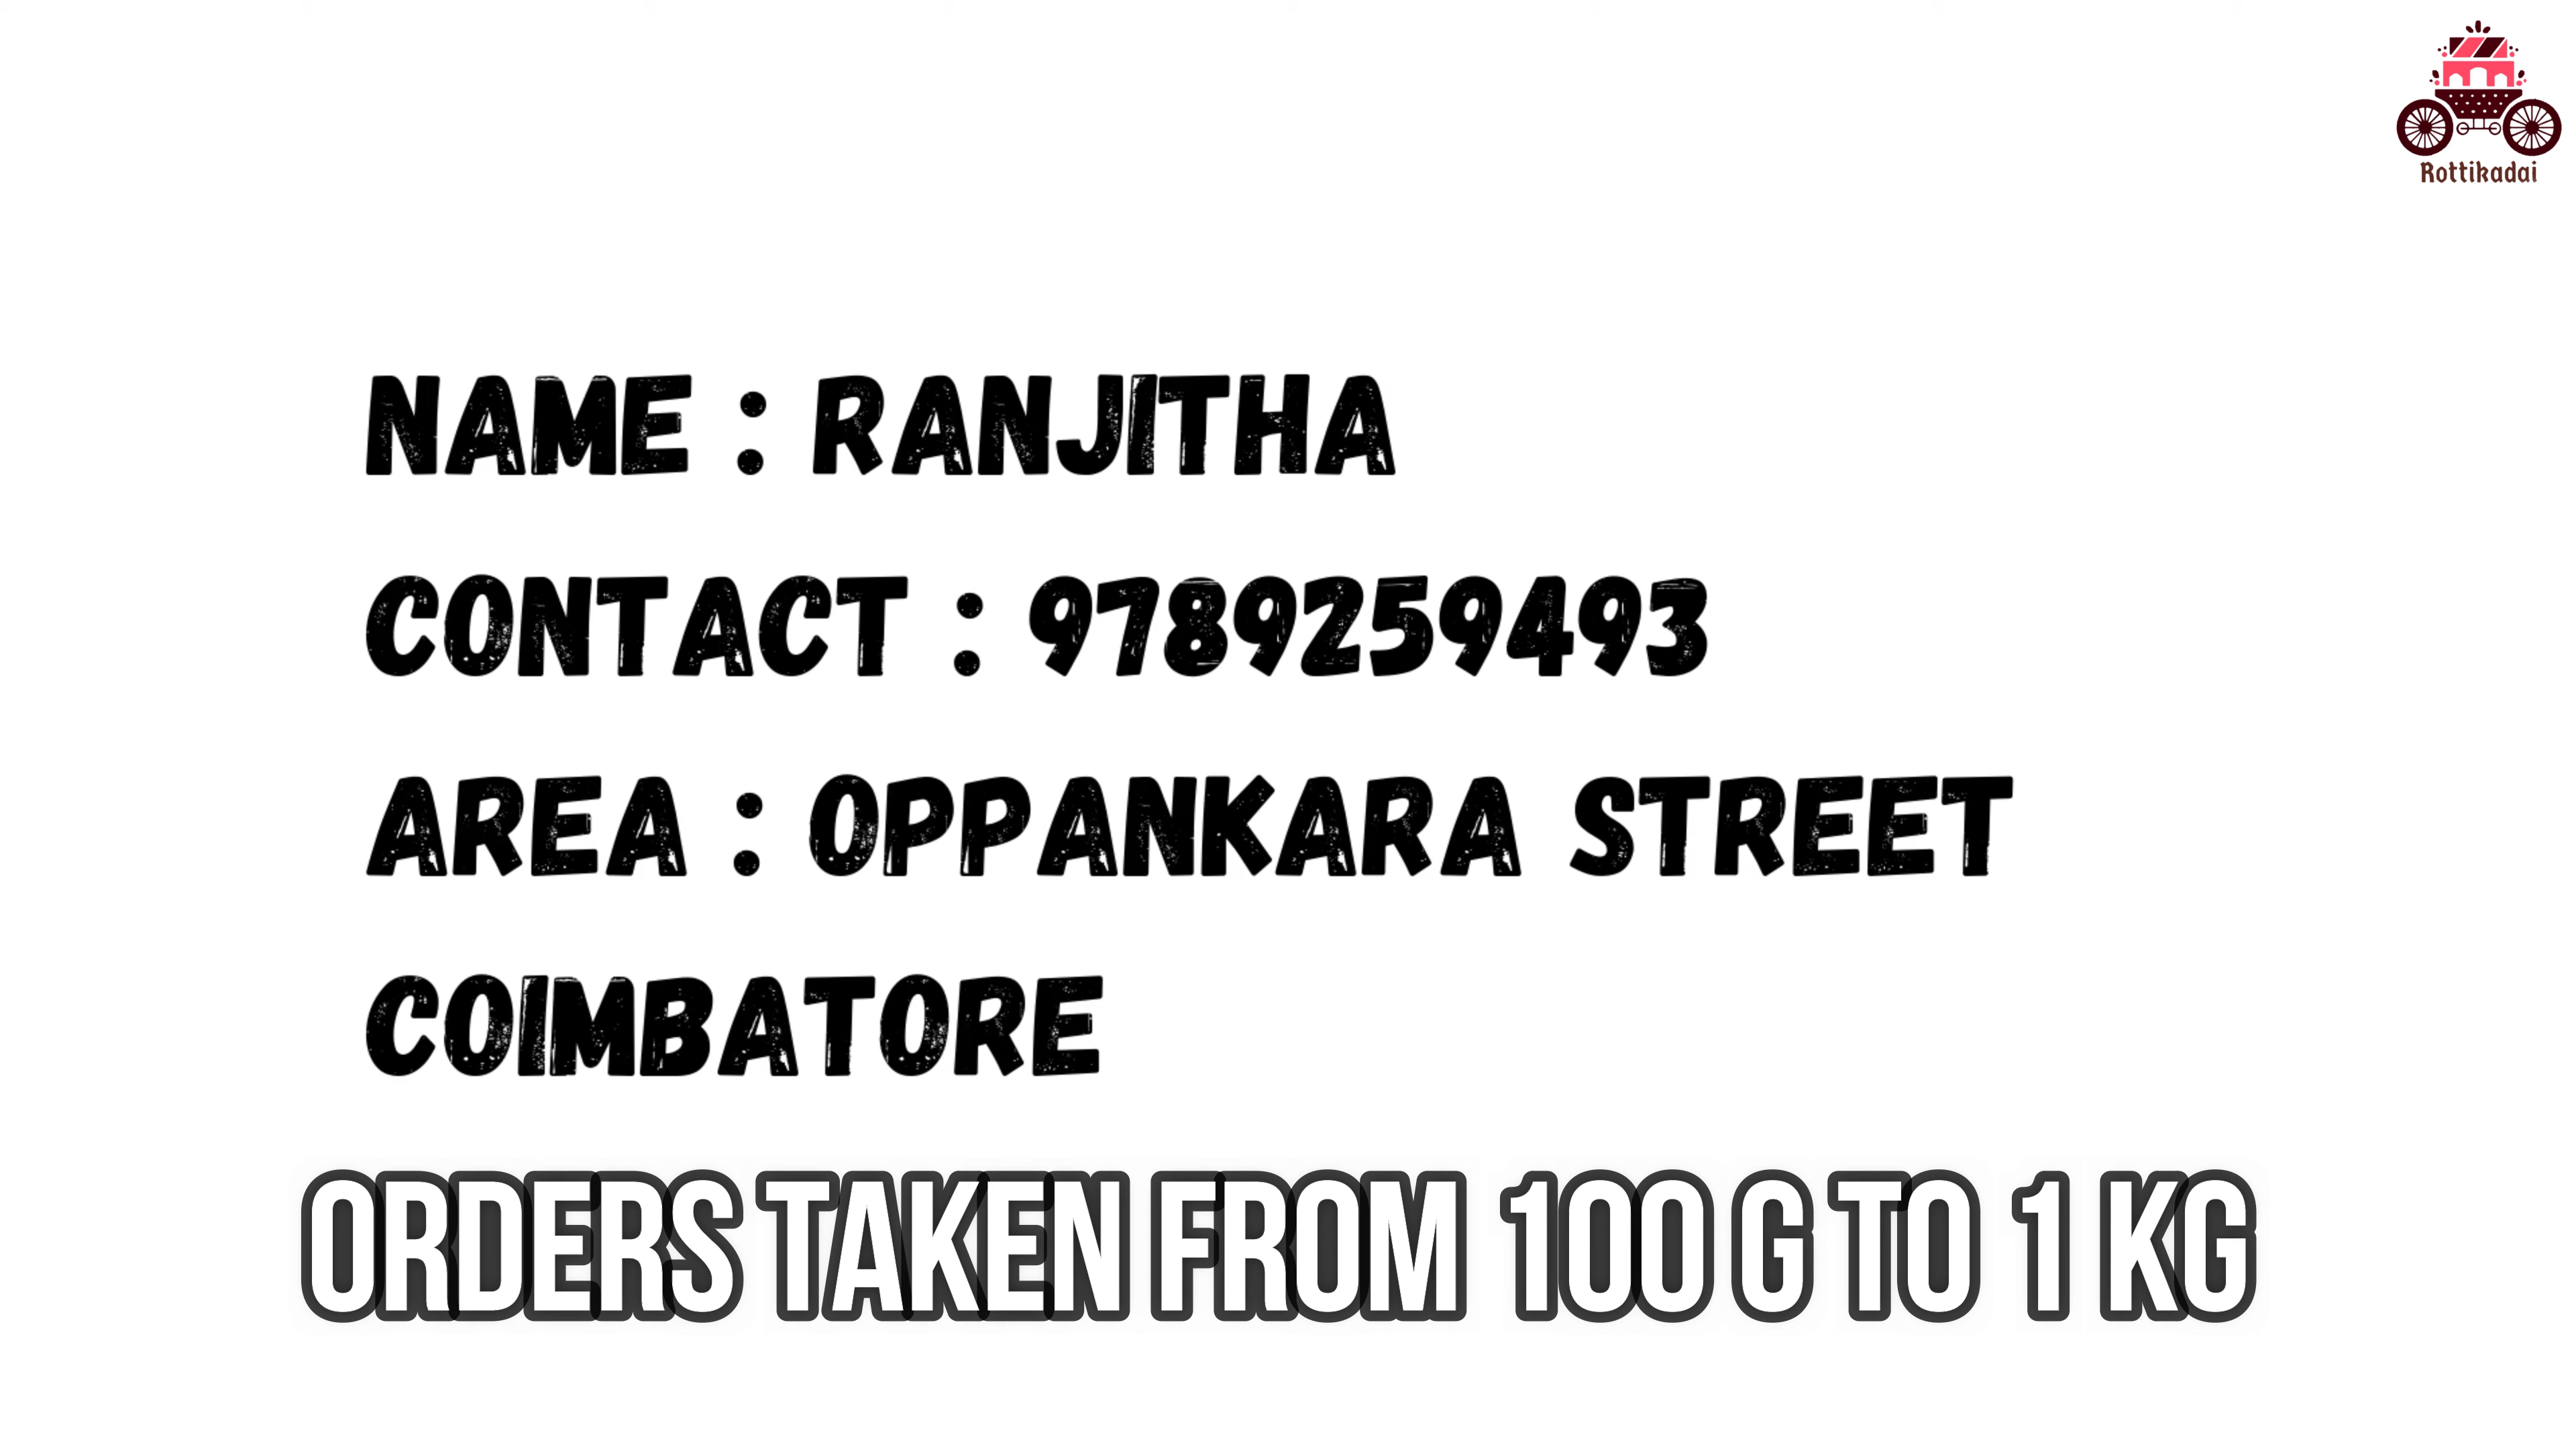 Rottikadai
NAME : RANJITHA
CONTACT : 9789259493
AREA : OPPANKARA STREET
COIMBATORE
ORDERS TAKEN FROM 100 G TO 1 KG